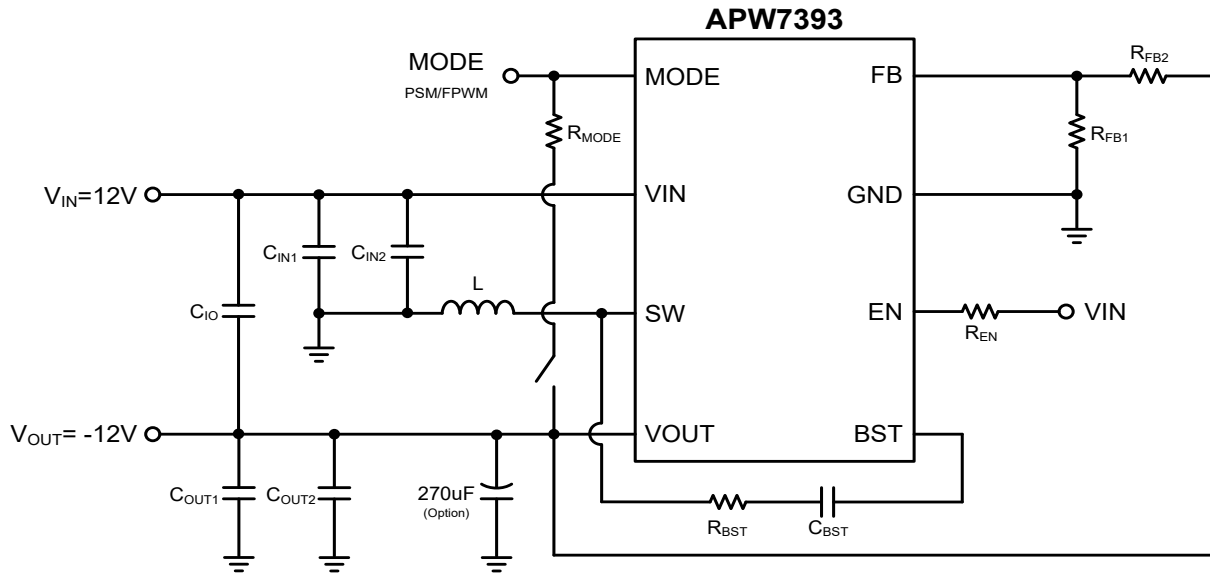 APW7393
MODE
PSM/FPWM
MODE
FB
RFB2
RMODE
RFB1
VIN=12V
VIN
GND
CIN1
CIN2
L
CIO
SW
EN
REN
VIN
VOUT= -12V
VOUT
BST
COUT1
COUT2
270uF
(Option)
RBST
CBST